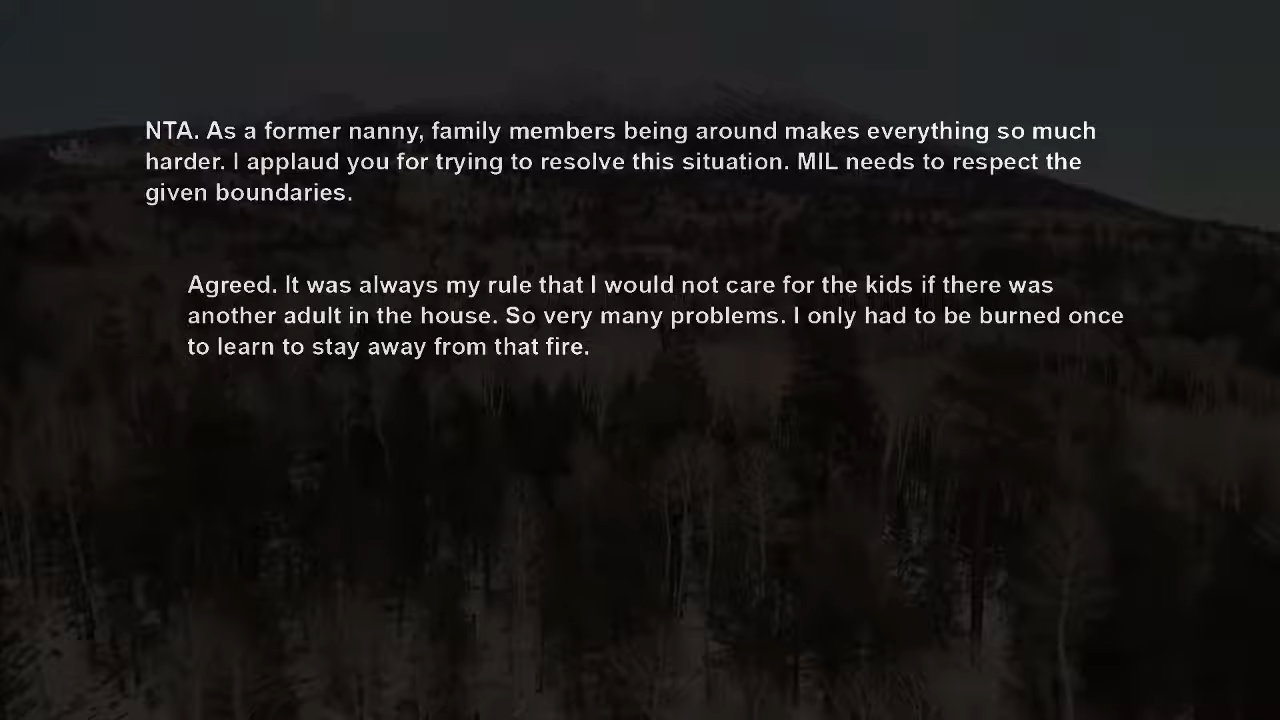 NTA. As a former nanny, family members being around makes everything so much
harder. I applaud you for trying to resolve this situation. MIL needs to respect the
given boundaries.
Agreed. It was always my rule that I would not care for the kids if there was
another adult in the house. So very many problems. I only had to be burned once
to learn to stay away from that fire.